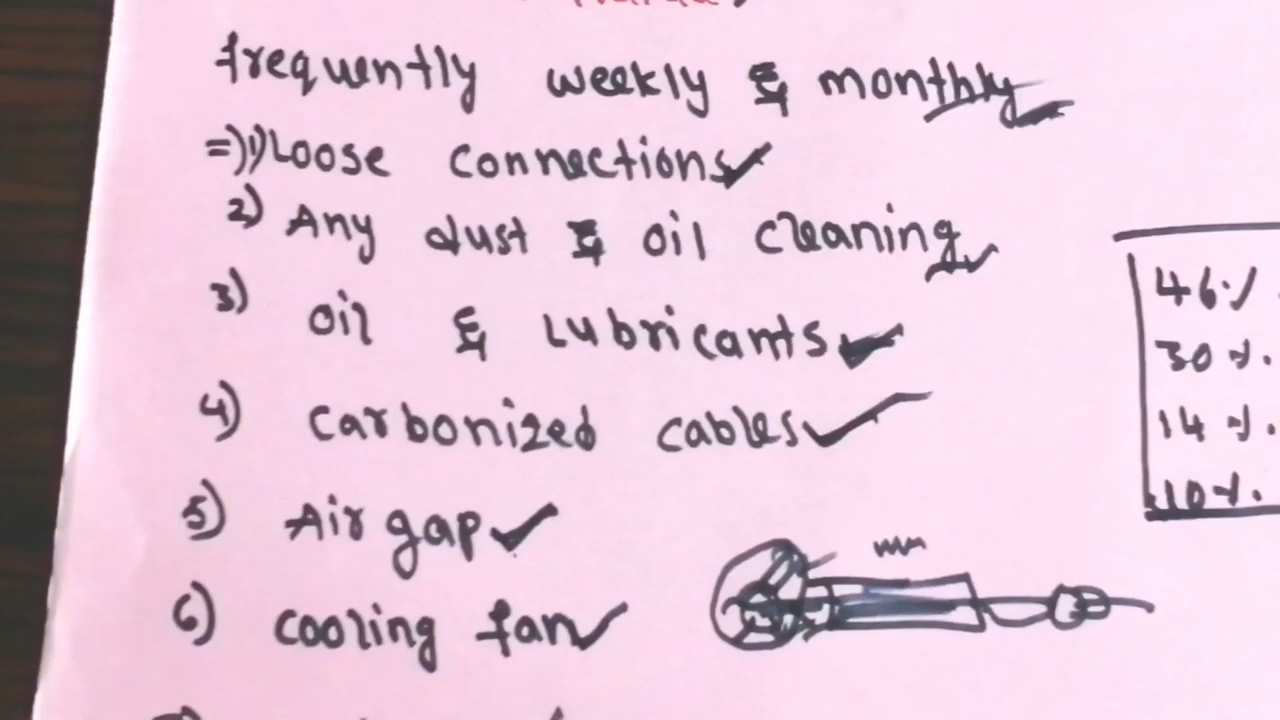 frequently weekly & monthly
=) 1) Loose connections ✓
2) Any dust & oil cleaning ✓
3) oil & Lubricants ✓
4) carbonized cables ✓
5) Air gap ✓
6) cooling fan ✓
46%
30%.
14%.
10%.